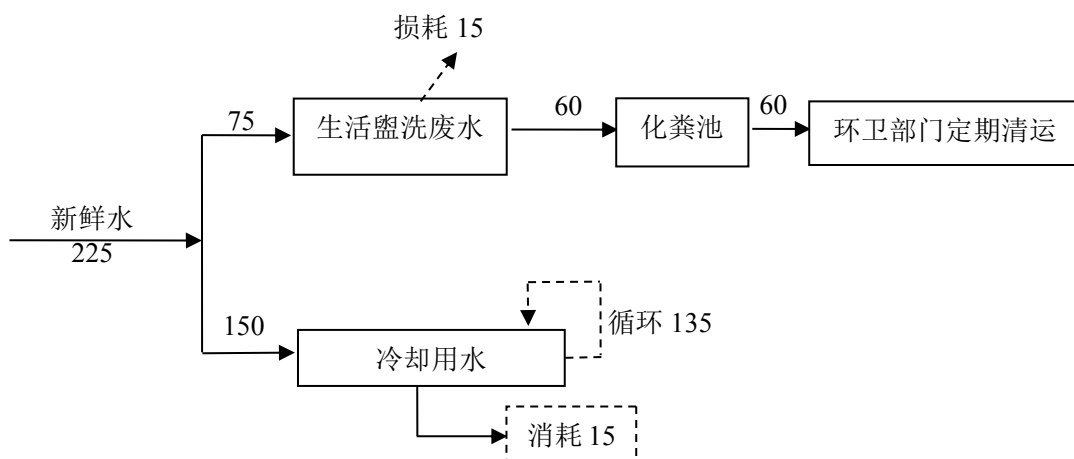 损耗 15
75
生活盥洗废水
60
化粪池
60
环卫部门定期清运
新鲜水
225
150
冷却用水
循环 135
消耗 15